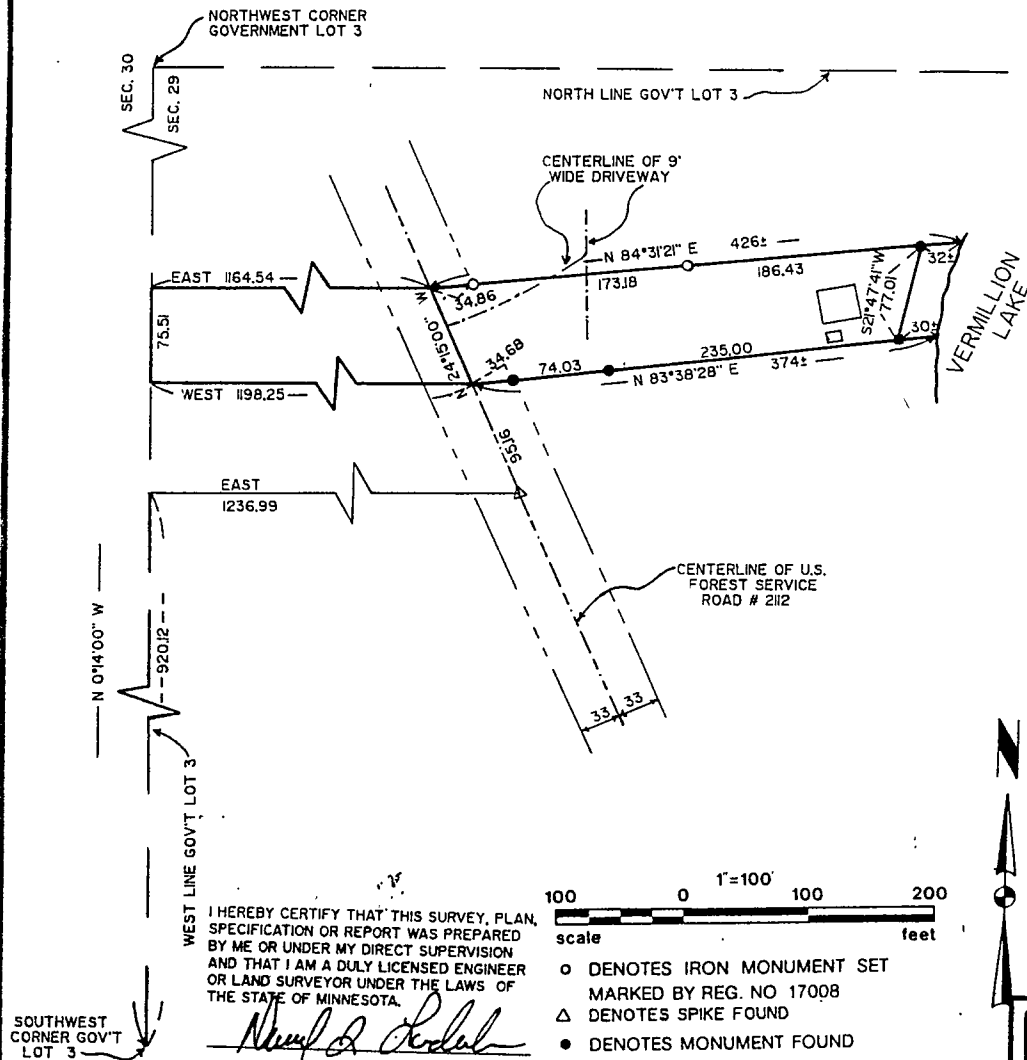 NORTHWEST CORNER
GOVERNMENT LOT 3
SEC. 30
SEC. 29
NORTH LINE GOV'T LOT 3
CENTERLINE OF 9'
WIDE DRIVEWAY
N 84°31'21" E
426±
EAST 1164.54
34.86
173.18
186.43
32±
S21°47'41"W
77.01
VERMILLION
LAKE
75.51
N 24°15'00" W
34.68
74.03
235.00
30±
WEST 1198.25
N 83°38'28" E
374±
95.16
EAST
1236.99
CENTERLINE OF U.S.
FOREST SERVICE
ROAD # 2112
N 0°14'00" W
920.12
33
33
WEST LINE GOV'T LOT 3
N
I HEREBY CERTIFY THAT THIS SURVEY, PLAN,
SPECIFICATION OR REPORT WAS PREPARED
BY ME OR UNDER MY DIRECT SUPERVISION
AND THAT I AM A DULY LICENSED ENGINEER
OR LAND SURVEYOR UNDER THE LAWS OF
THE STATE OF MINNESOTA.
1"=100'
100 0 100 200
scale feet
o DENOTES IRON MONUMENT SET
MARKED BY REG. NO 17008
△ DENOTES SPIKE FOUND
● DENOTES MONUMENT FOUND
SOUTHWEST
CORNER GOV'T
LOT 3